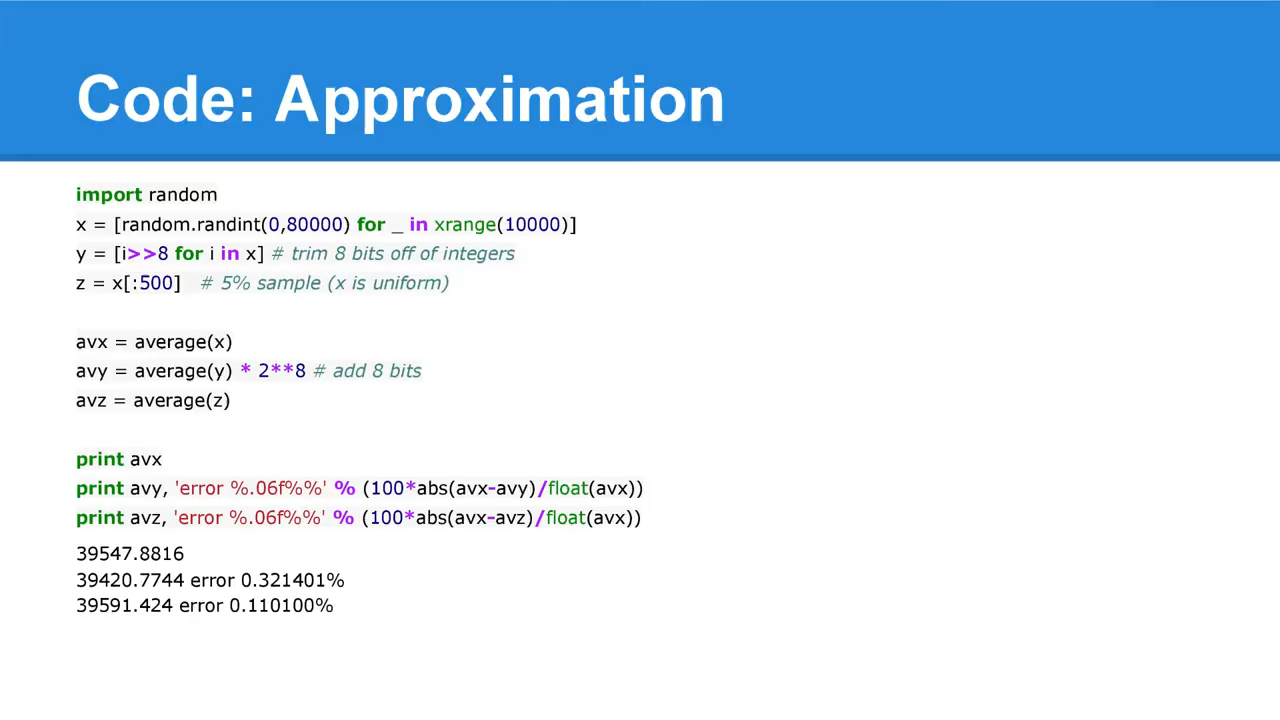 Code: Approximation
import random
x = [random.randint(0,80000) for _ in xrange(10000)]
y = [i>>8 for i in x] # trim 8 bits off of integers
z = x[:500]   # 5% sample (x is uniform)
avx = average(x)
avy = average(y) * 2**8 # add 8 bits
avz = average(z)
print avx
print avy, 'error %.06f%%' % (100*abs(avx-avy)/float(avx))
print avz, 'error %.06f%%' % (100*abs(avx-avz)/float(avx))
39547.8816
39420.7744 error 0.321401%
39591.424 error 0.110100%